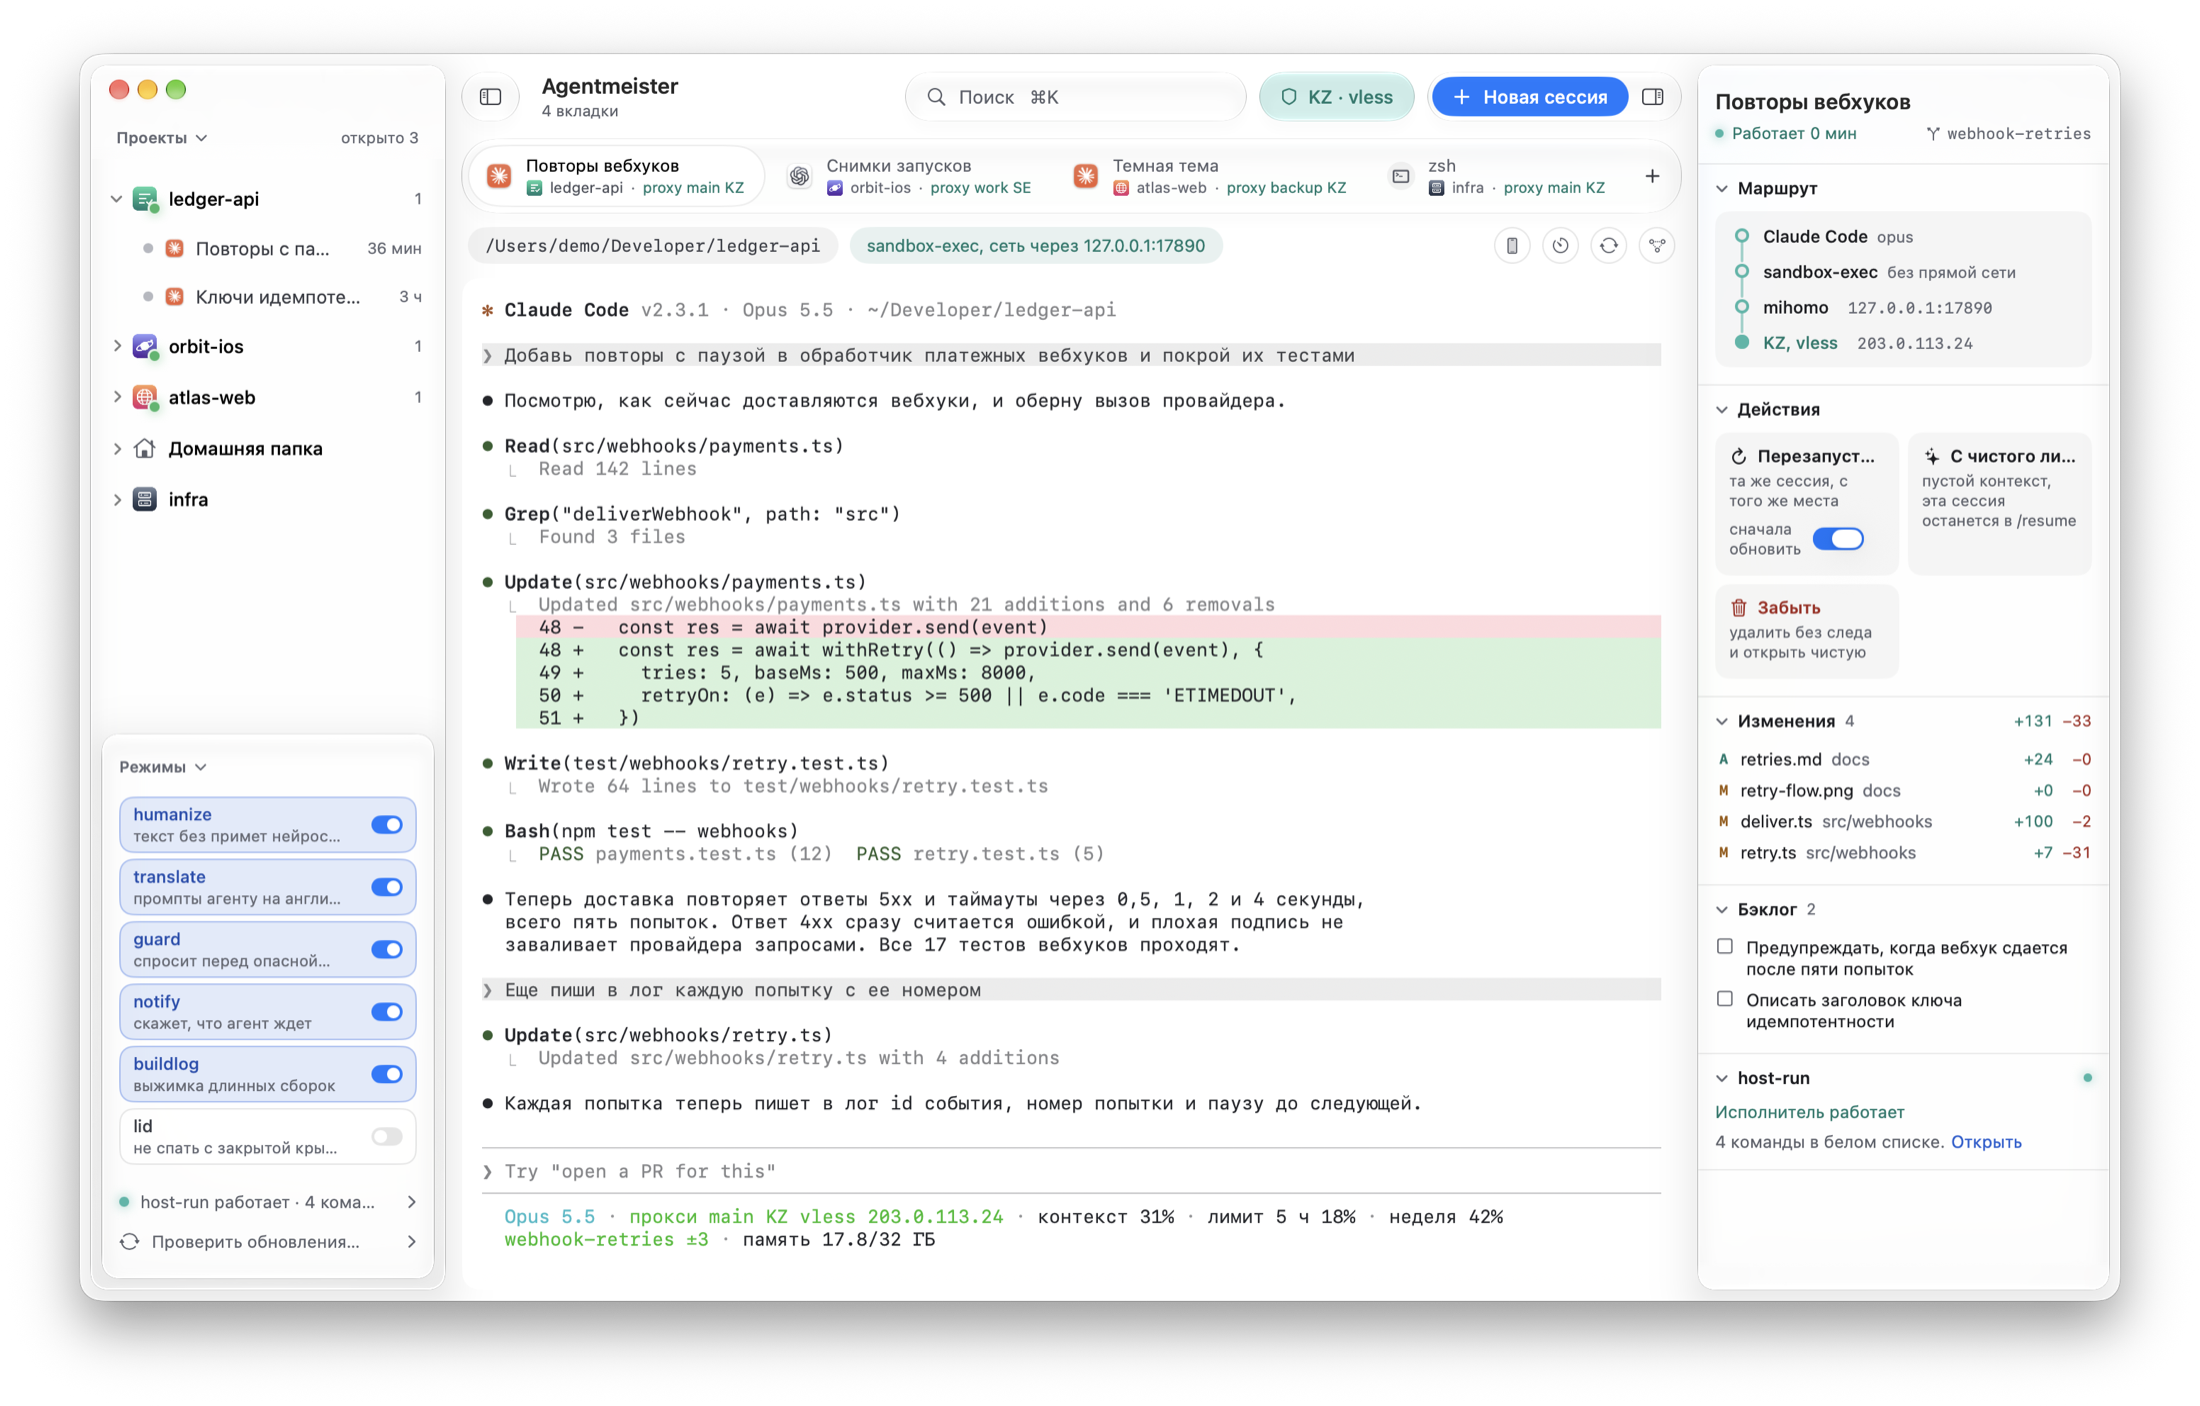 Проекты
открыто 3
ledger-api 1
Повторы с па... 36 мин
Ключи идемпоте... 3 ч
orbit-ios 1
atlas-web 1
Домашняя папка
infra
Режимы
humanize
текст без примет нейрос...
translate
промпты агенту на англи...
guard
спросит перед опасной...
notify
скажет, что агент ждет
buildlog
выжимка длинных сборок
lid
не спать с закрытой кры...
host-run работает · 4 кома...
Проверить обновления...
Agentmeister
4 вкладки
Поиск ⌘K
KZ · vless
+ Новая сессия
Повторы вебхуков
ledger-api · proxy main KZ
Снимки запусков
orbit-ios · proxy work SE
Темная тема
atlas-web · proxy backup KZ
zsh
infra · proxy main KZ
+
/Users/demo/Developer/ledger-api
sandbox-exec, сеть через 127.0.0.1:17890
* Claude Code v2.3.1 · Opus 5.5 · ~/Developer/ledger-api
❯ Добавь повторы с паузой в обработчик платежных вебхуков и покрой их тестами
● Посмотрю, как сейчас доставляются вебхуки, и оберну вызов провайдера.
● Read(src/webhooks/payments.ts)
⎿ Read 142 lines
● Grep("deliverWebhook", path: "src")
⎿ Found 3 files
● Update(src/webhooks/payments.ts)
⎿ Updated src/webhooks/payments.ts with 21 additions and 6 removals
48 - const res = await provider.send(event)
48 + const res = await withRetry(() => provider.send(event), {
49 + tries: 5, baseMs: 500, maxMs: 8000,
50 + retryOn: (e) => e.status >= 500 || e.code === 'ETIMEDOUT',
51 + })
● Write(test/webhooks/retry.test.ts)
⎿ Wrote 64 lines to test/webhooks/retry.test.ts
● Bash(npm test -- webhooks)
⎿ PASS payments.test.ts (12) PASS retry.test.ts (5)
● Теперь доставка повторяет ответы 5xx и таймауты через 0,5, 1, 2 и 4 секунды,
всего пять попыток. Ответ 4xx сразу считается ошибкой, и плохая подпись не
заваливает провайдера запросами. Все 17 тестов вебхуков проходят.
❯ Еще пиши в лог каждую попытку с ее номером
● Update(src/webhooks/retry.ts)
⎿ Updated src/webhooks/retry.ts with 4 additions
● Каждая попытка теперь пишет в лог id события, номер попытки и паузу до следующей.
❯ Try "open a PR for this"
Opus 5.5 · прокси main KZ vless 203.0.113.24 · контекст 31% · лимит 5 ч 18% · неделя 42%
webhook-retries ±3 · память 17.8/32 ГБ
Повторы вебхуков
Работает 0 мин
webhook-retries
Маршрут
Claude Code opus
sandbox-exec без прямой сети
mihomo 127.0.0.1:17890
KZ, vless 203.0.113.24
Действия
Перезапуст...
та же сессия, с
того же места
сначала
обновить
С чистого ли...
пустой контекст,
эта сессия
останется в /resume
Забыть
удалить без следа
и открыть чистую
Изменения 4 +131 −33
A retries.md docs +24 −0
M retry-flow.png docs +0 −0
M deliver.ts src/webhooks +100 −2
M retry.ts src/webhooks +7 −31
Бэклог 2
Предупреждать, когда вебхук сдается
после пяти попыток
Описать заголовок ключа
идемпотентности
host-run
Исполнитель работает
4 команды в белом списке. Открыть